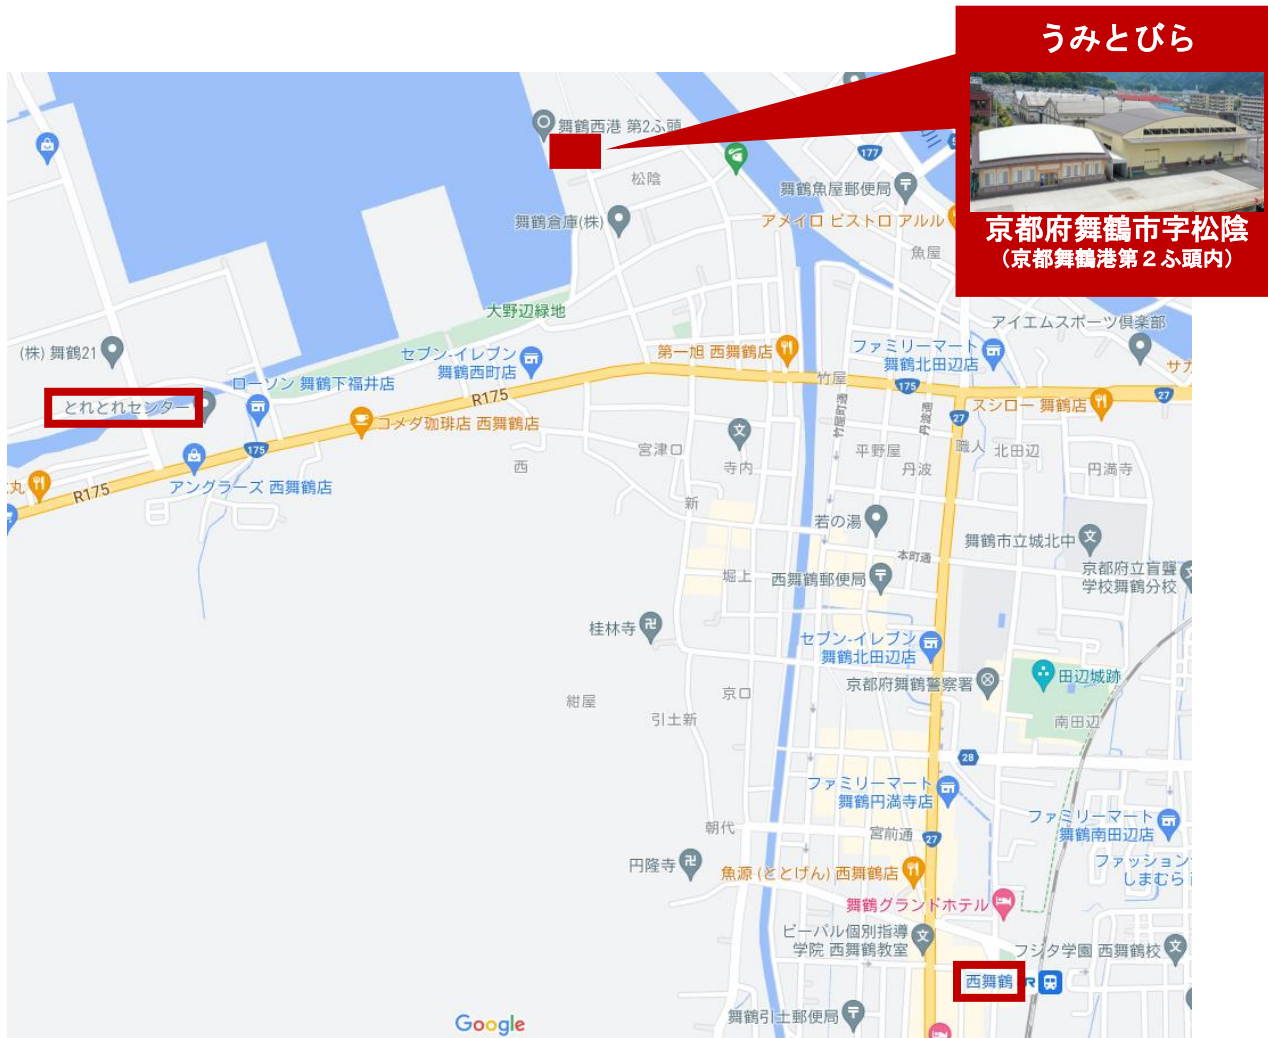 うみとびら
京都府舞鶴市字松陰
（京都舞鶴港第２ふ頭内）
舞鶴西港 第2ふ頭
177
松陰
舞鶴魚屋郵便局
舞鶴倉庫(株)
アメイロ ビストロ アルル
魚屋
大野辺緑地
アイエムスポーツ倶楽部
(株) 舞鶴21
セブン-イレブン
舞鶴西町店
第一旭 西舞鶴店
ファミリーマート
舞鶴北田辺店
サカ
竹屋
175
27
ローソン 舞鶴下福井店
とれとれセンター
R175
コメダ珈琲店 西舞鶴店
竹屋町通
丹波通
27
スシロー 舞鶴店
175
宮津口
寺内
平野屋
丹波
職人
北田辺
円満寺
西
丸
R175
アングラーズ 西舞鶴店
新
若の湯
本町通
舞鶴市立城北中
堀上
西舞鶴郵便局
京都府立盲聾
学校舞鶴分校
桂林寺
セブン-イレブン
舞鶴北田辺店
京都府舞鶴警察署
田辺城跡
紺屋
京口
引土新
南田辺
28
ファミリーマート
舞鶴円満寺店
朝代
宮前通
27
ファミリーマート
舞鶴南田辺店
円隆寺
魚源 (ととげん) 西舞鶴店
ファッション
しまむら
舞鶴グランドホテル
ビーパル個別指導
学院 西舞鶴教室
フジタ学園 西舞鶴校
西舞鶴
R
Google
舞鶴引土郵便局